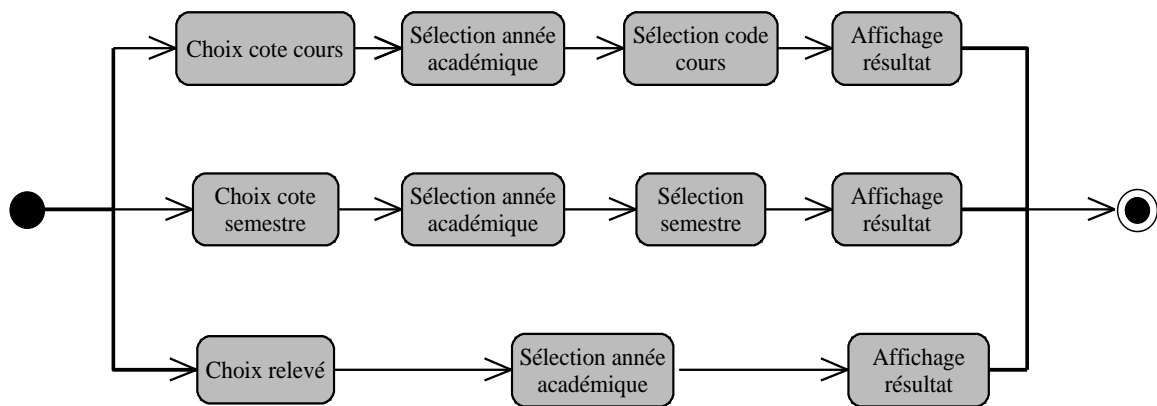 Choix cote cours
Sélection année
académique
Sélection code
cours
Affichage
résultat
Choix cote
semestre
Sélection année
académique
Sélection
semestre
Affichage
résultat
Choix relevé
Sélection année
académique
Affichage
résultat